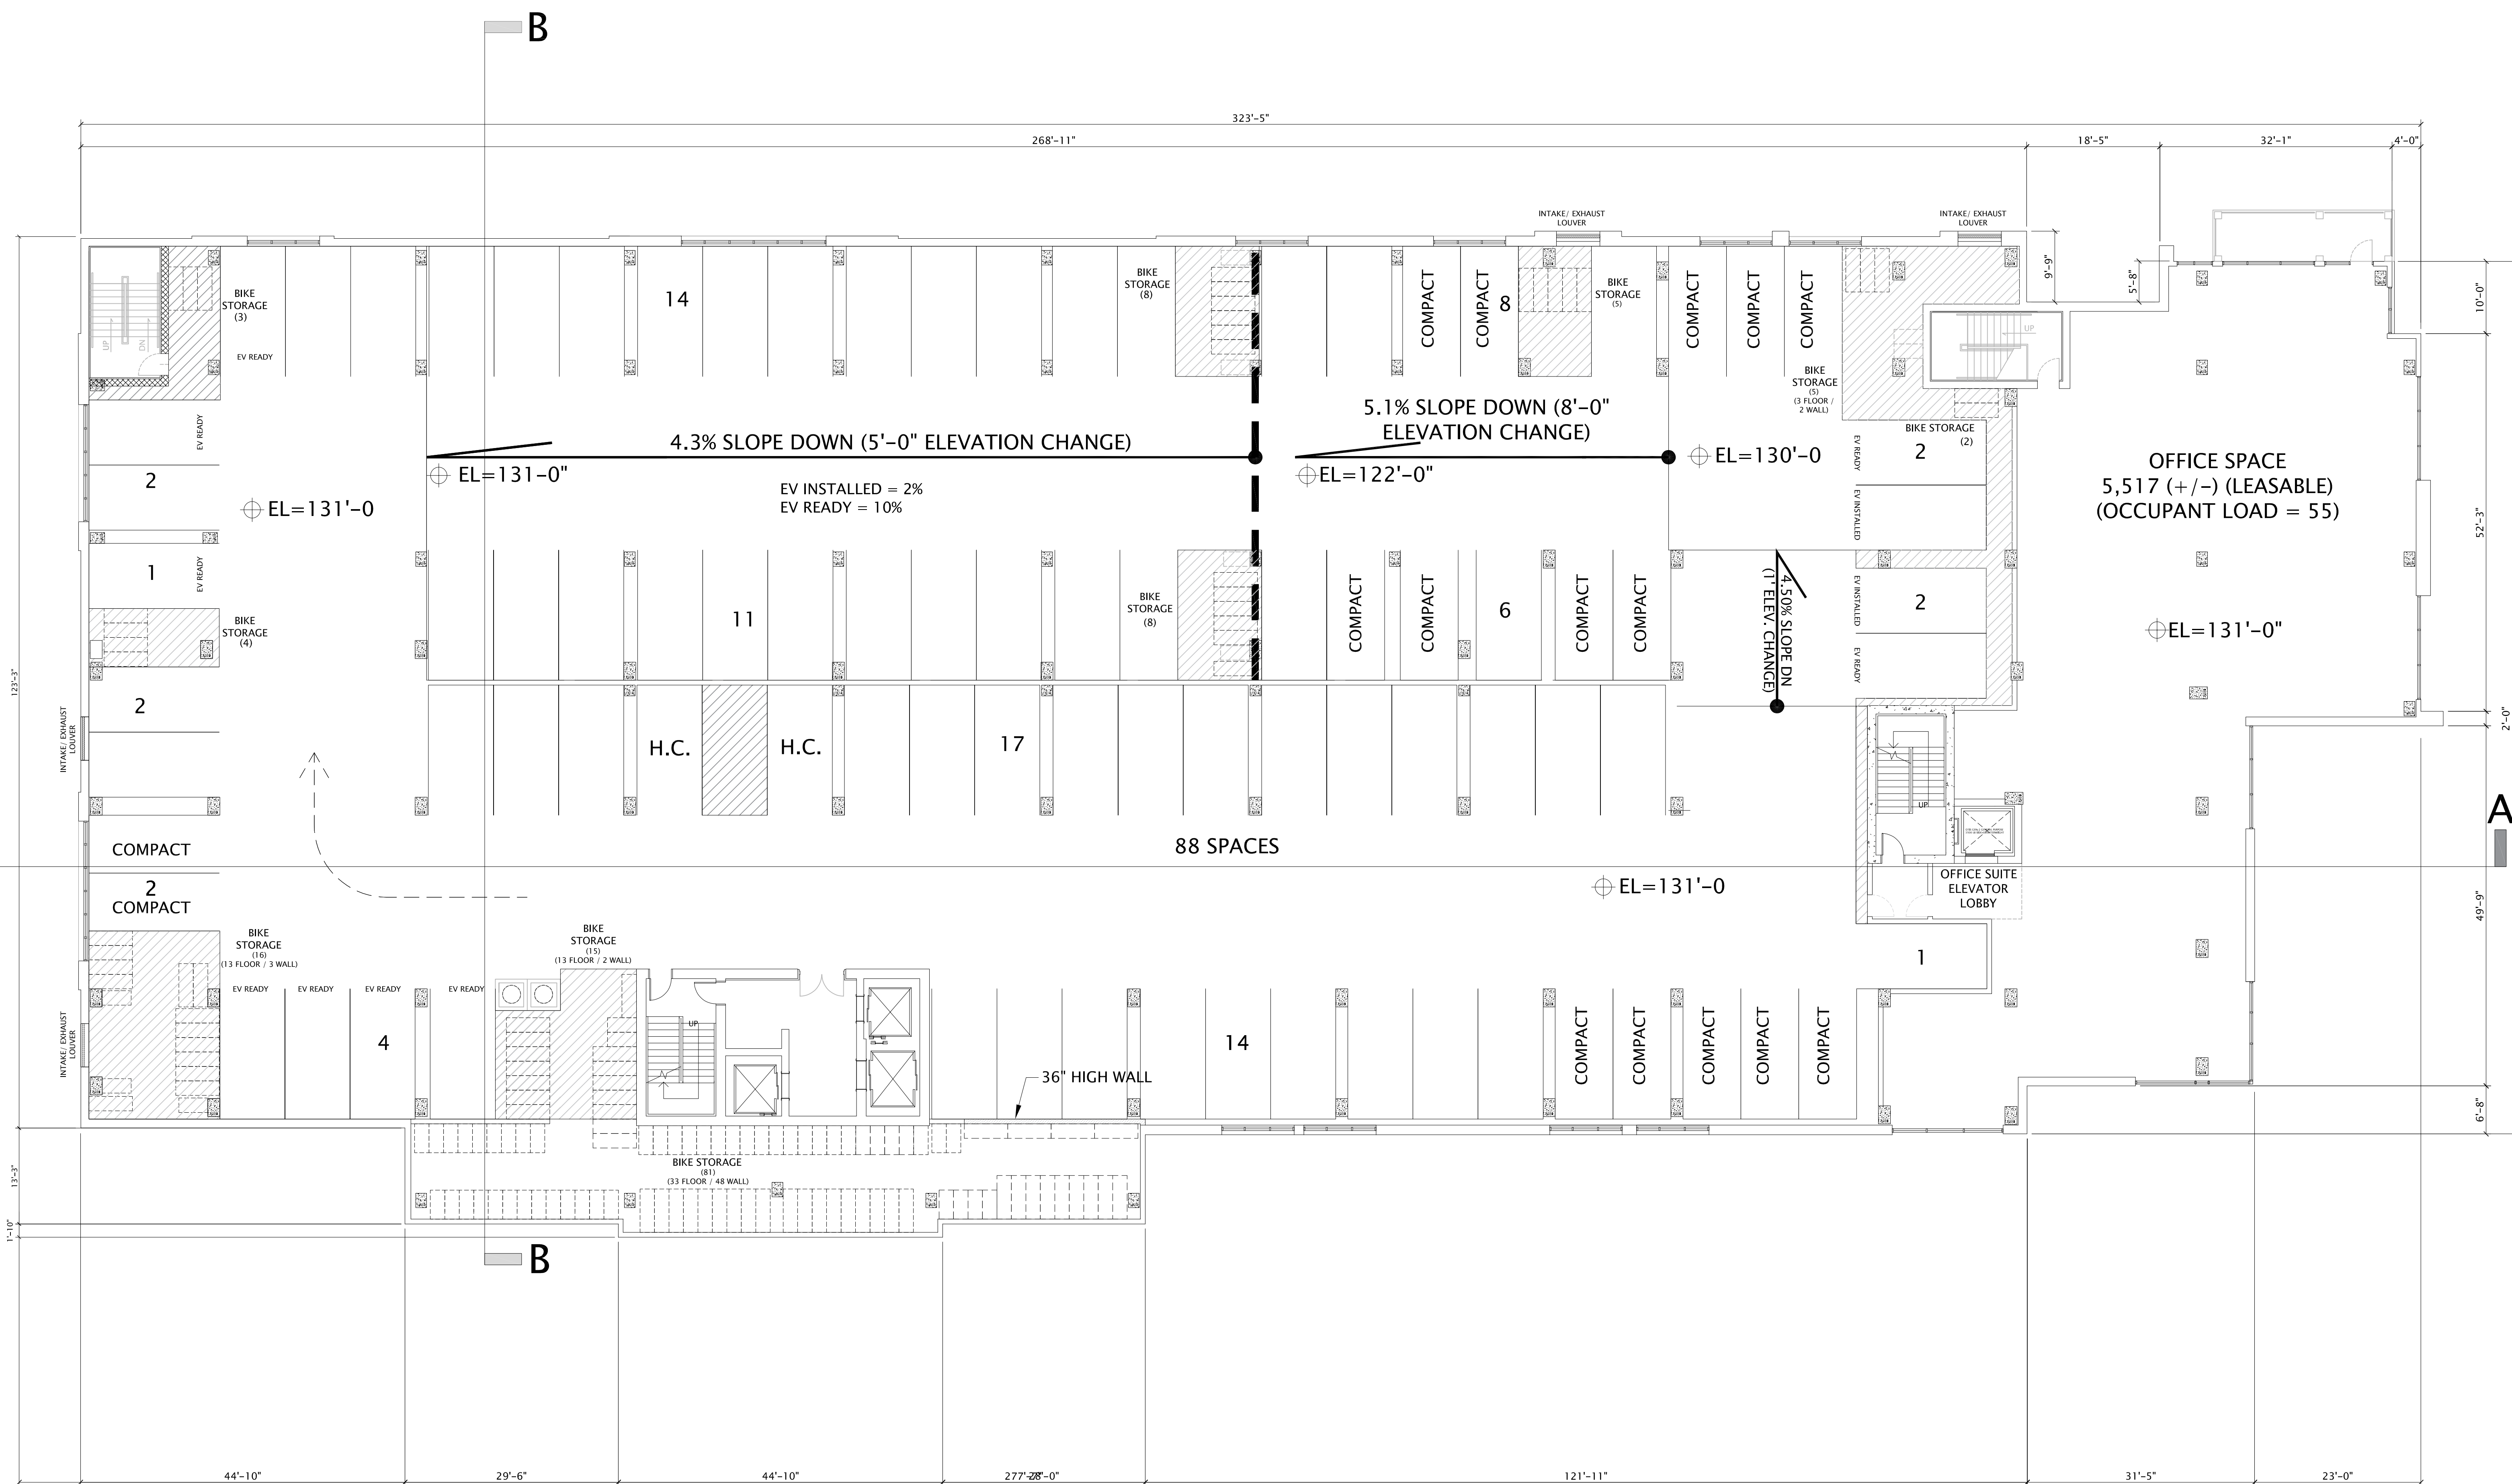 B
323'-5"
268'-11"
18'-5"
32'-1"
4'-0"
INTAKE/ EXHAUST
LOUVER
INTAKE/ EXHAUST
LOUVER
9'-9"
5'-8"
10'-0"
UP
DN
BIKE
STORAGE
(3)
EV READY
14
BIKE
STORAGE
(8)
COMPACT
COMPACT
8
BIKE
STORAGE
(5)
COMPACT
COMPACT
COMPACT
UP
BIKE
STORAGE
(5)
(3 FLOOR /
2 WALL)
EV READY
2
4.3% SLOPE DOWN (5'-0" ELEVATION CHANGE)
5.1% SLOPE DOWN (8'-0"
ELEVATION CHANGE)
EL=131-0"
EL=122'-0"
EL=130'-0
EL=131'-0
EV INSTALLED = 2%
EV READY = 10%
BIKE STORAGE
(2)
EV READY
2
EV INSTALLED
OFFICE SPACE
5,517 (+/-) (LEASABLE)
(OCCUPANT LOAD = 55)
52'-3"
1
EV READY
BIKE
STORAGE
(4)
11
BIKE
STORAGE
(8)
COMPACT
COMPACT
6
COMPACT
COMPACT
4.50% SLOPE DN
(1' ELEV. CHANGE)
EV INSTALLED
2
EV READY
EL=131'-0"
123'-3"
2
INTAKE/ EXHAUST
LOUVER
H.C.
H.C.
17
UP
2'-0"
A
88 SPACES
COMPACT
2
COMPACT
EL=131'-0
OFFICE SUITE
ELEVATOR
LOBBY
49'-9"
BIKE
STORAGE
(16)
(13 FLOOR / 3 WALL)
BIKE
STORAGE
(15)
(13 FLOOR / 2 WALL)
1
EV READY
EV READY
EV READY
EV READY
4
UP
14
COMPACT
COMPACT
COMPACT
COMPACT
COMPACT
INTAKE/ EXHAUST
LOUVER
36" HIGH WALL
6'-8"
BIKE STORAGE
(81)
(33 FLOOR / 48 WALL)
13'-3"
1'-10"
B
44'-10"
29'-6"
44'-10"
121'-11"
31'-5"
23'-0"